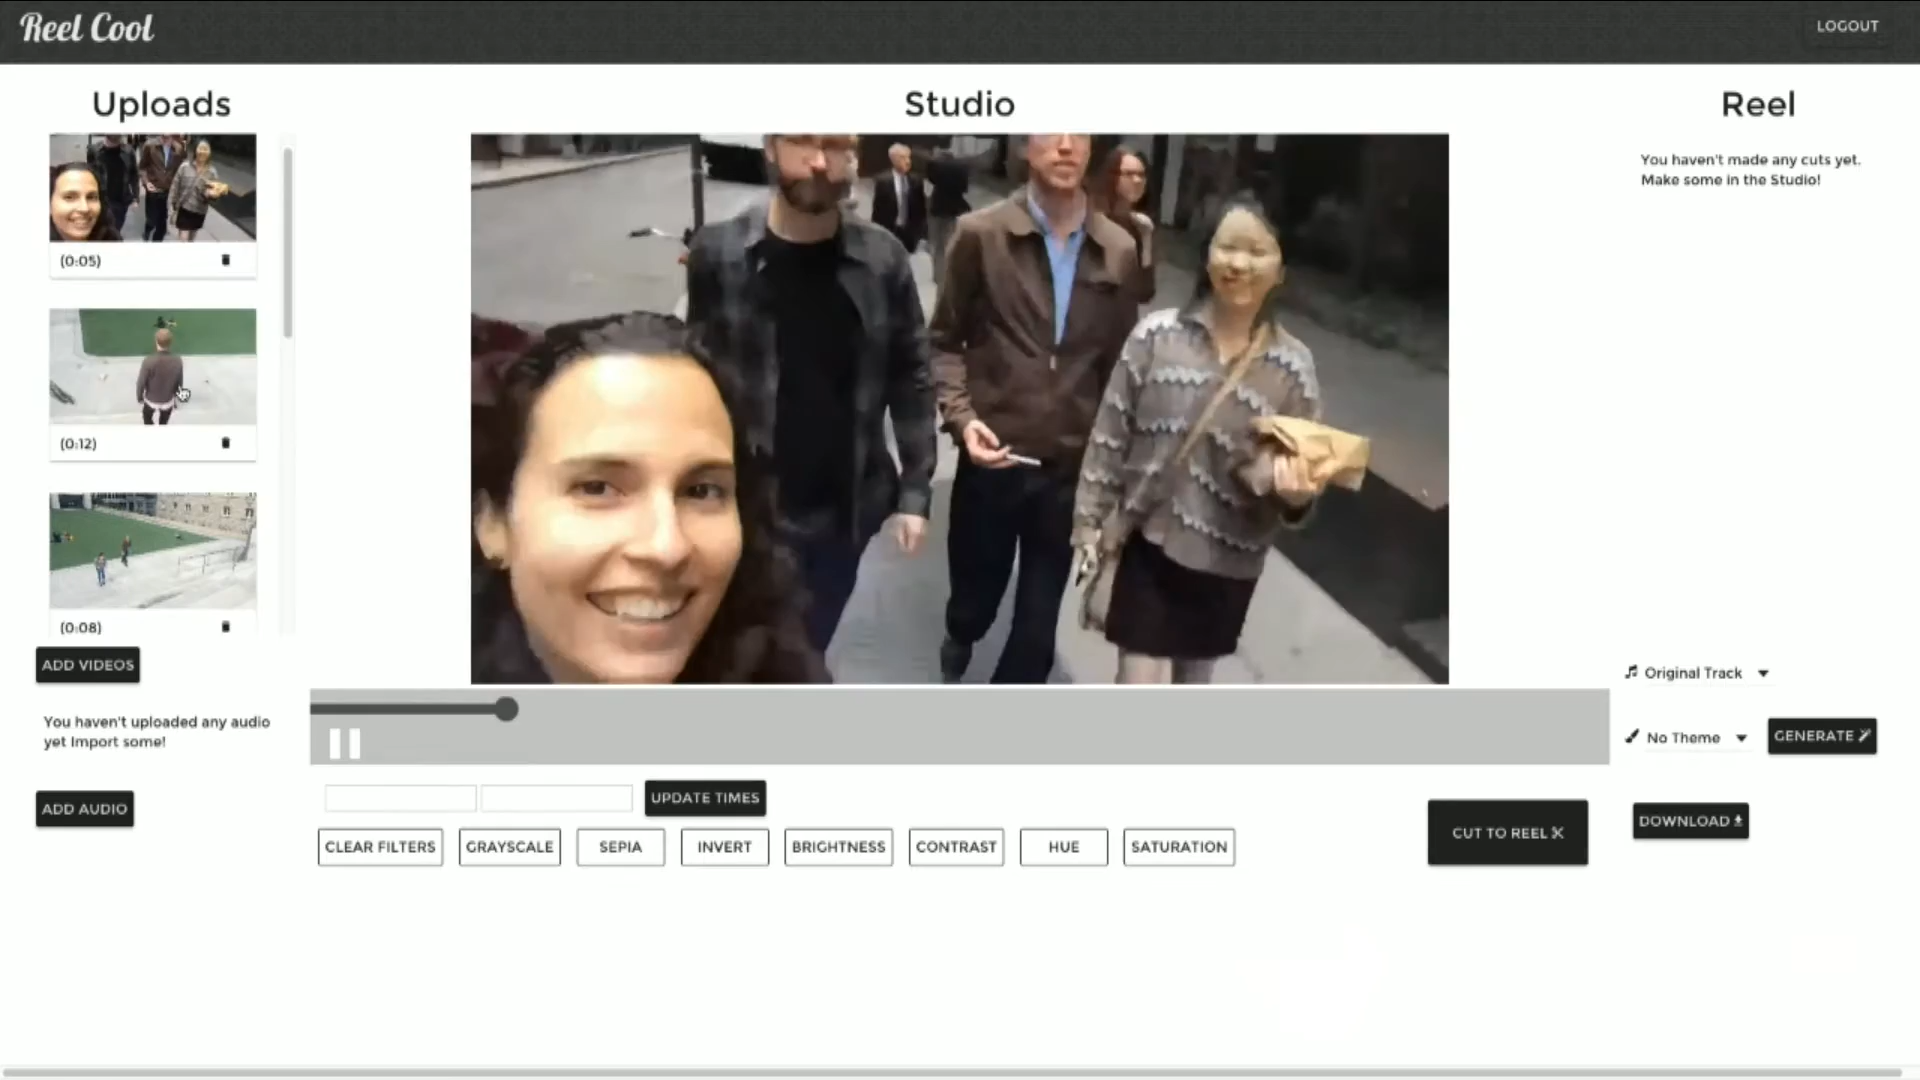 Reel Cool
LOGOUT
Uploads
Studio
Reel
(0:05)
(0:12)
(0:08)
ADD VIDEOS
You haven't uploaded any audio
yet Import some!
ADD AUDIO
UPDATE TIMES
CLEAR FILTERS
GRAYSCALE
SEPIA
INVERT
BRIGHTNESS
CONTRAST
HUE
SATURATION
CUT TO REEL
You haven't made any cuts yet.
Make some in the Studio!
Original Track
No Theme
GENERATE
DOWNLOAD